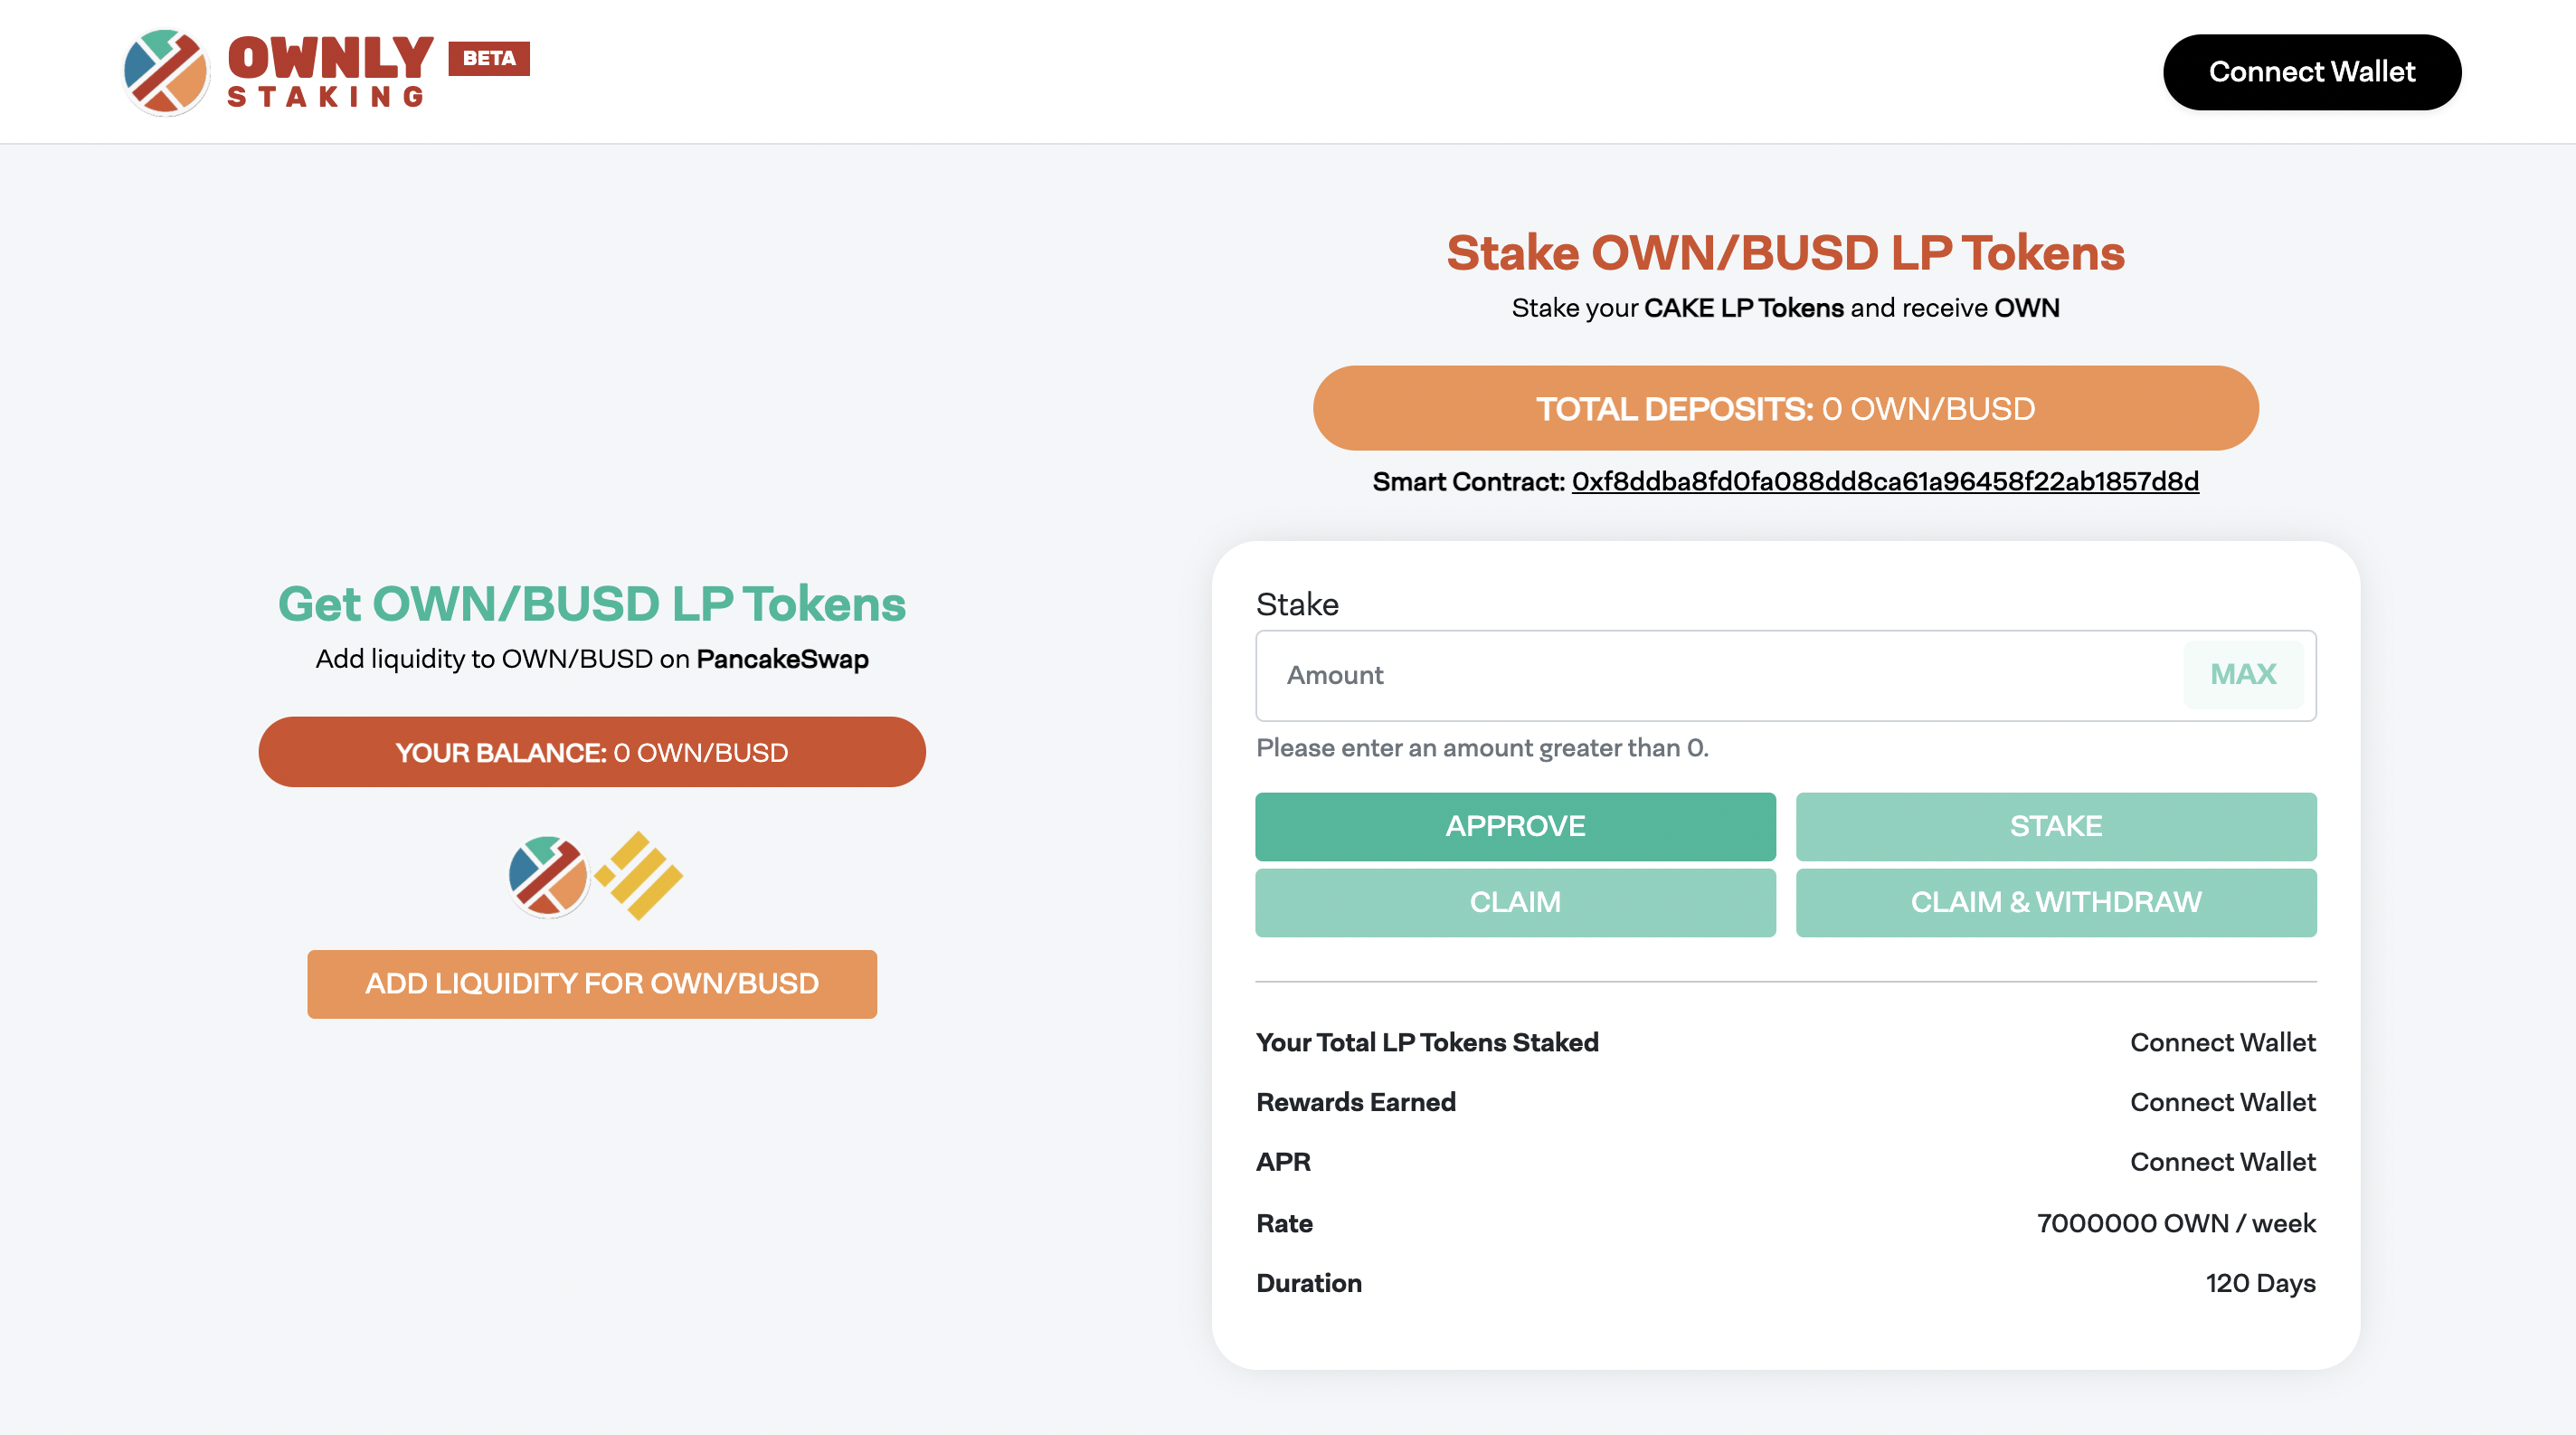 OWNLY BETA
STAKING
Connect Wallet
Get OWN/BUSD LP Tokens
Add liquidity to OWN/BUSD on PancakeSwap
YOUR BALANCE: 0 OWN/BUSD
ADD LIQUIDITY FOR OWN/BUSD
Stake OWN/BUSD LP Tokens
Stake your CAKE LP Tokens and receive OWN
TOTAL DEPOSITS: 0 OWN/BUSD
Smart Contract: 0xf8ddba8fd0fa088dd8ca61a96458f22ab1857d8d
Stake
Amount MAX
Please enter an amount greater than 0.
APPROVE STAKE
CLAIM CLAIM & WITHDRAW
Your Total LP Tokens Staked Connect Wallet
Rewards Earned Connect Wallet
APR Connect Wallet
Rate 7000000 OWN / week
Duration 120 Days